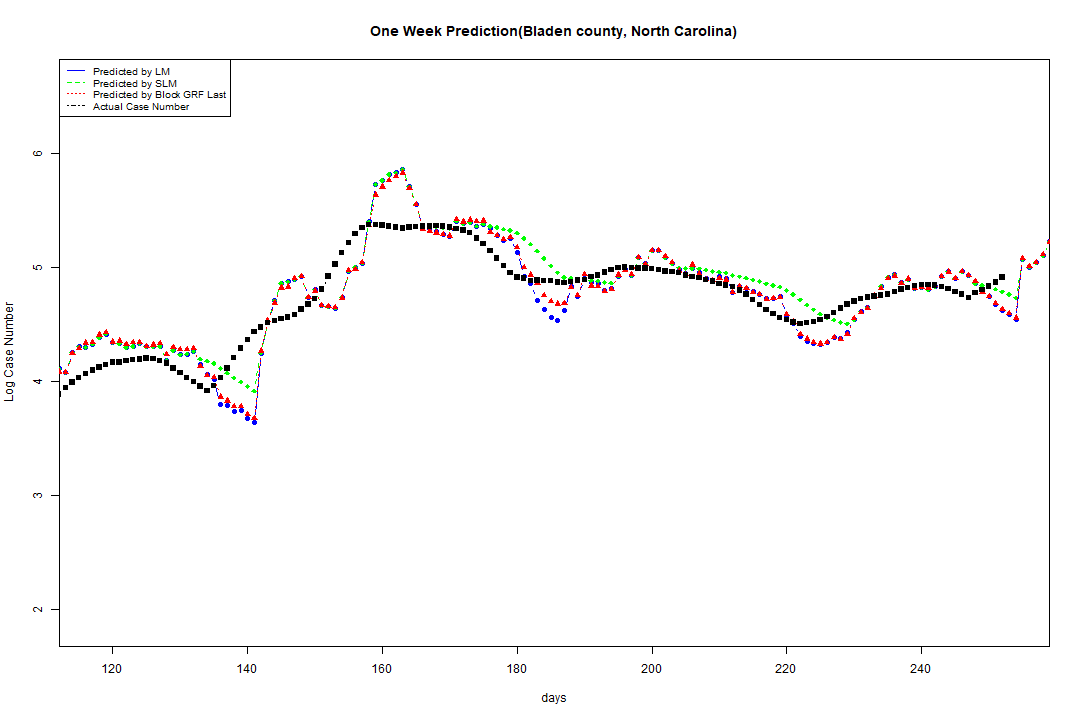 One Week Prediction(Bladen county, North Carolina)
Predicted by LM
Predicted by SLM
Predicted by Block GRF Last
Actual Case Number
6
5
4
3
2
Log Case Number
120 140 160 180 200 220 240
days